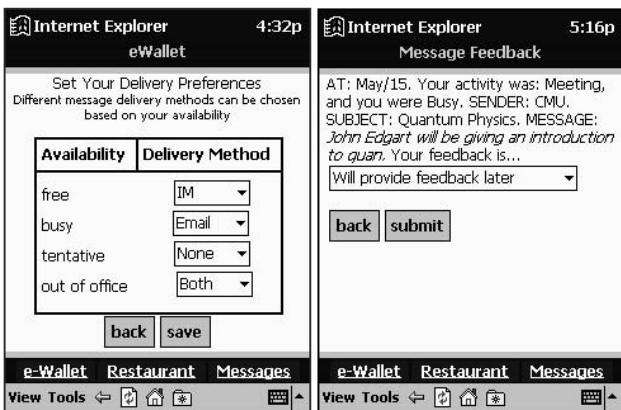 Internet Explorer 4:32p
eWallet
Set Your Delivery Preferences
Different message delivery methods can be chosen
based on your availability
Availability Delivery Method
free IM
busy Email
tentative None
out of office Both
back save
e-Wallet Restaurant Messages
View Tools
Internet Explorer 5:16p
Message Feedback
AT: May/15. Your activity was: Meeting,
and you were Busy. SENDER: CMU.
SUBJECT: Quantum Physics. MESSAGE:
John Edgart will be giving an introduction
to quan. Your feedback is...
Will provide feedback later
back submit
e-Wallet Restaurant Messages
View Tools